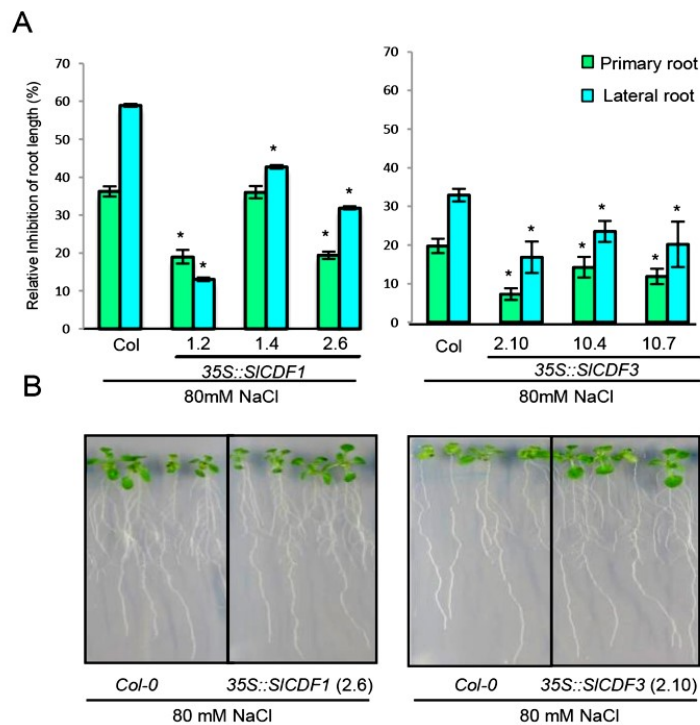 A
Relative Inhibition of root length (%)
70
60
50
40
30
20
10
0
*
*
*
*
*
Col
1.2
1.4
2.6
35S::SlCDF1
80mM NaCl
70
60
50
40
30
20
10
0
Primary root
Lateral root
*
*
*
*
*
*
Col
2.10
10.4
10.7
35S::SlCDF3
80mM NaCl
B
Col-0
35S::SlCDF1 (2.6)
80 mM NaCl
Col-0
35S::SlCDF3 (2.10)
80 mM NaCl